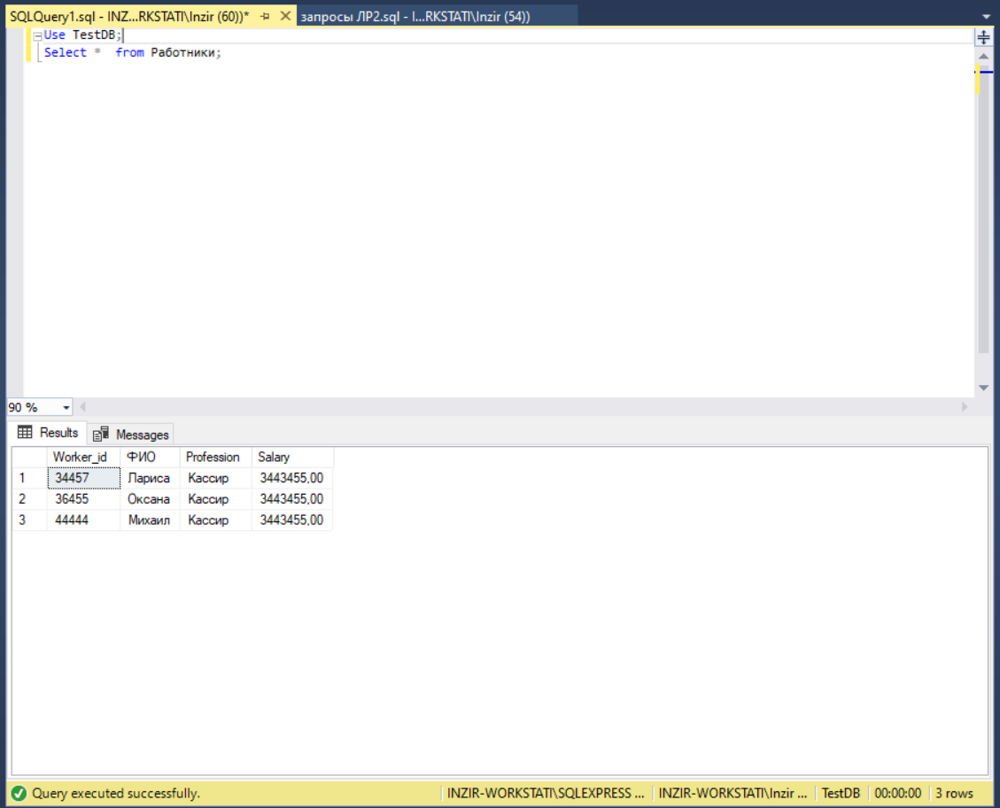 SQLQuery1.sql - INZ...RKSTATI\Inzir (60))* запросы ЛР2.sql - I...RKSTATI\Inzir (54))
Use TestDB;
Select * from Работники;
90 %
Results Messages
Worker_id ФИО Profession Salary
1 34457 Лариса Кассир 3443455,00
2 36455 Оксана Кассир 3443455,00
3 44444 Михаил Кассир 3443455,00
Query executed successfully. INZIR-WORKSTATI\SQLEXPRESS ... INZIR-WORKSTATI\Inzir ... TestDB 00:00:00 3 rows